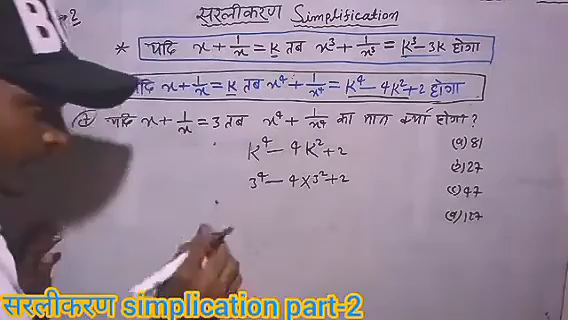 सरलीकरण Simplification
* यदि x + 1/x = K तब x³ + 1/x³ = K³ - 3K होगा
यदि x + 1/x = K तब x⁴ + 1/x⁴ = K⁴ - 4K² + 2 होगा
यदि x + 1/x = 3 तब x⁴ + 1/x⁴ का मान क्या होगा?
K⁴ - 4K² + 2
3⁴ - 4×3² + 2
(a) 81
(b) 27
(c) 47
(d) 127
सरलीकरण simplication part-2